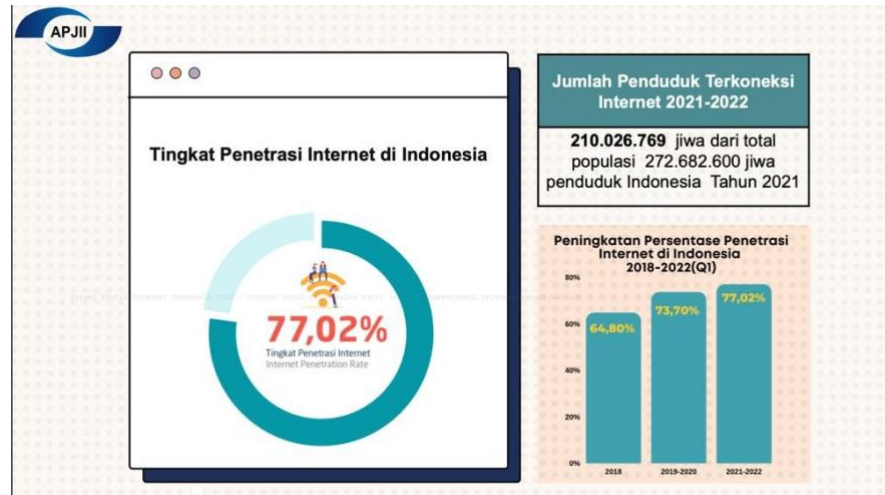 APJII
Tingkat Penetrasi Internet di Indonesia
77,02%
Tingkat Penetrasi Internet
Internet Penetration Rate
Jumlah Penduduk Terkoneksi
Internet 2021-2022
210.026.769 jiwa dari total
populasi 272.682.600 jiwa
penduduk Indonesia Tahun 2021
Peningkatan Persentase Penetrasi
Internet di Indonesia
2018-2022(Q1)
80%
60%
40%
20%
0%
64,80%
73,70%
77,02%
2018
2019-2020
2021-2022